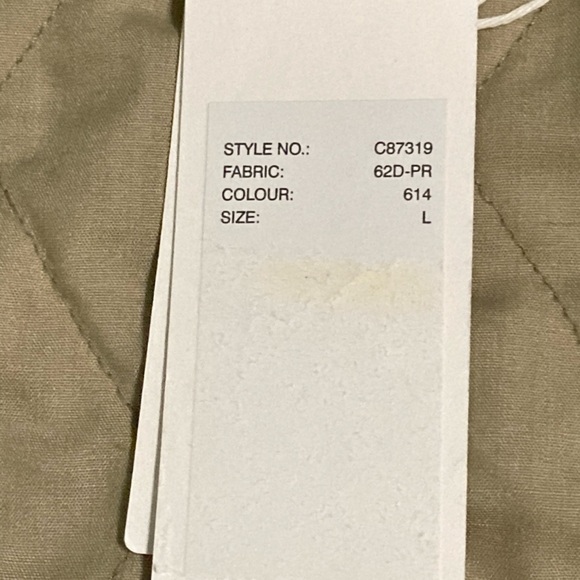 STYLE NO.: C87319
FABRIC: 62D-PR
COLOUR: 614
SIZE: L